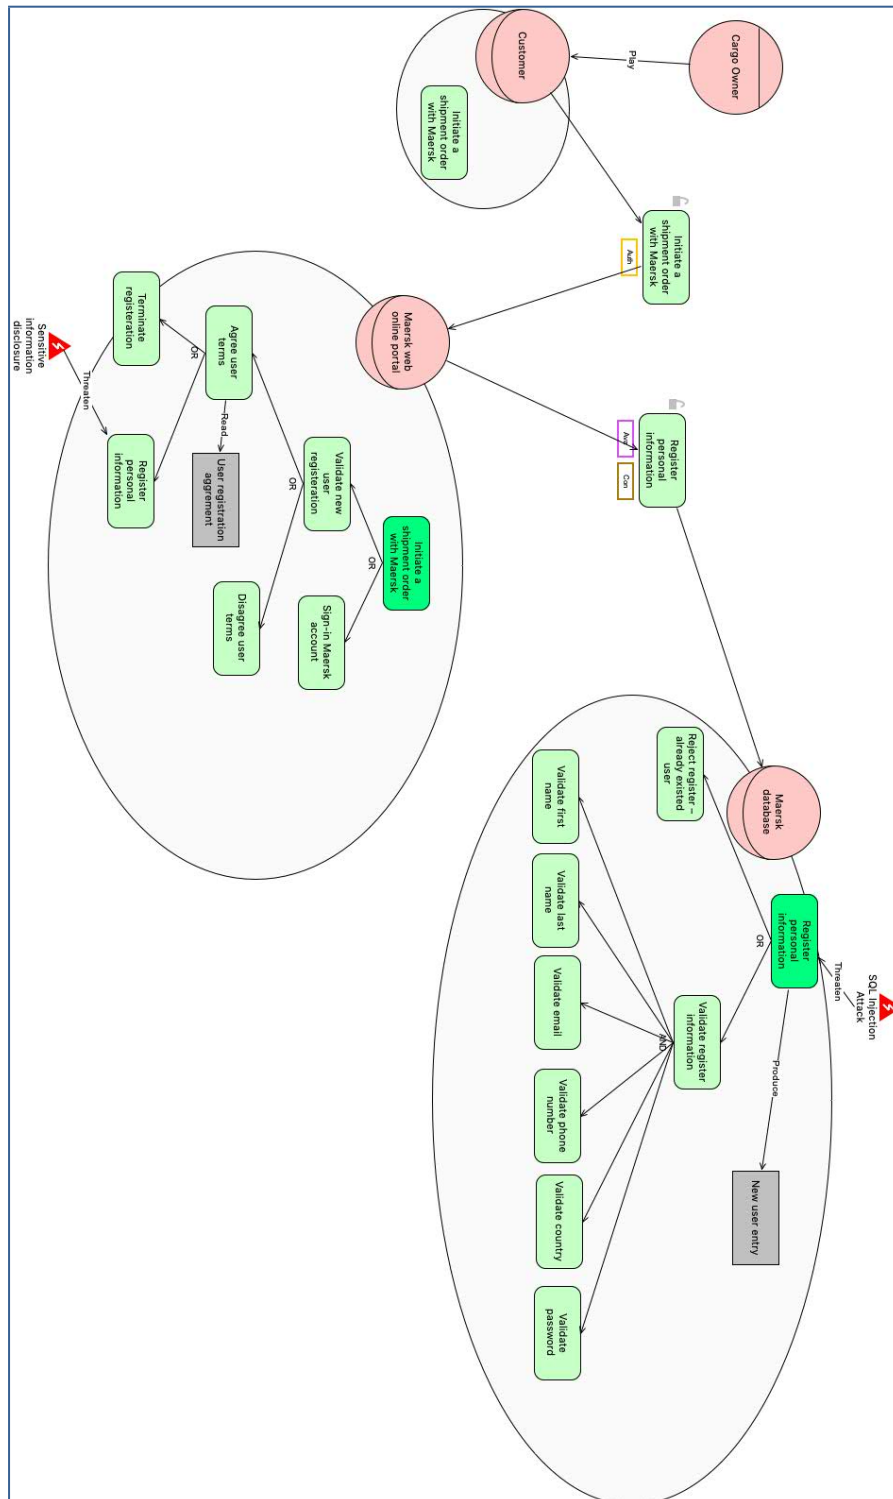 Cargo Owner
Play
Customer
Initiate a
shipment order
with Maersk
Initiate a
shipment order
with Maersk
Auth
Maersk web
online portal
Register
personal
information
Con
Maersk
database
Register
personal
information
SQL Injection
Attack
Threaten
Produce
New user entry
OR
Reject register –
already existed
user
Validate register
information
AND
Validate first
name
Validate last
name
Validate email
Validate phone
number
Validate country
Validate
password
Initiate a
shipment order
with Maersk
OR
Validate new
user
registeration
Sign-in Maersk
account
OR
Agree user
terms
Disagree user
terms
Read
User registration
aggrement
OR
Terminate
registeration
Register
personal
information
Threaten
Sensitive
information
disclosure